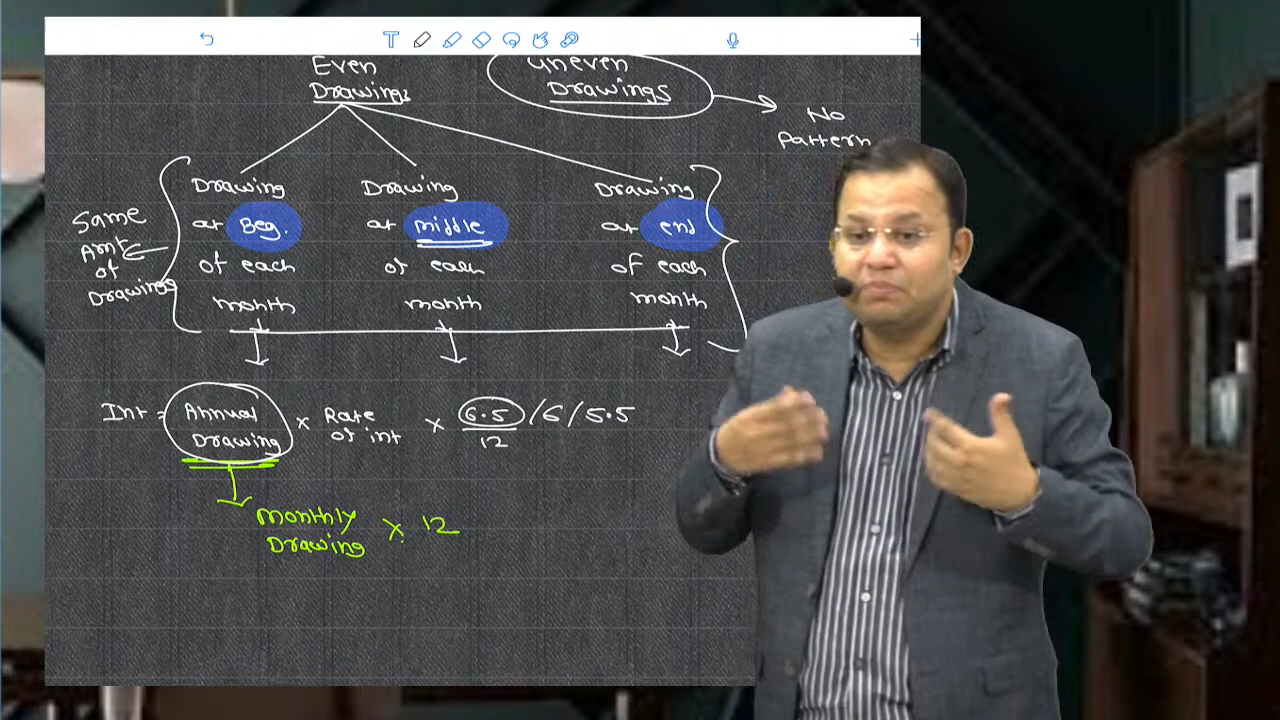 Even
Drawings
Uneven
Drawings
No
Pattern
Drawing
at Beg.
of each
month
Drawing
at middle
of each
month
Drawing
at end
of each
month
Same
Amt
of
Drawings
Int = Annual Drawing x Rate of int x 6.5/12 /6/5.5
Monthly
Drawing x 12